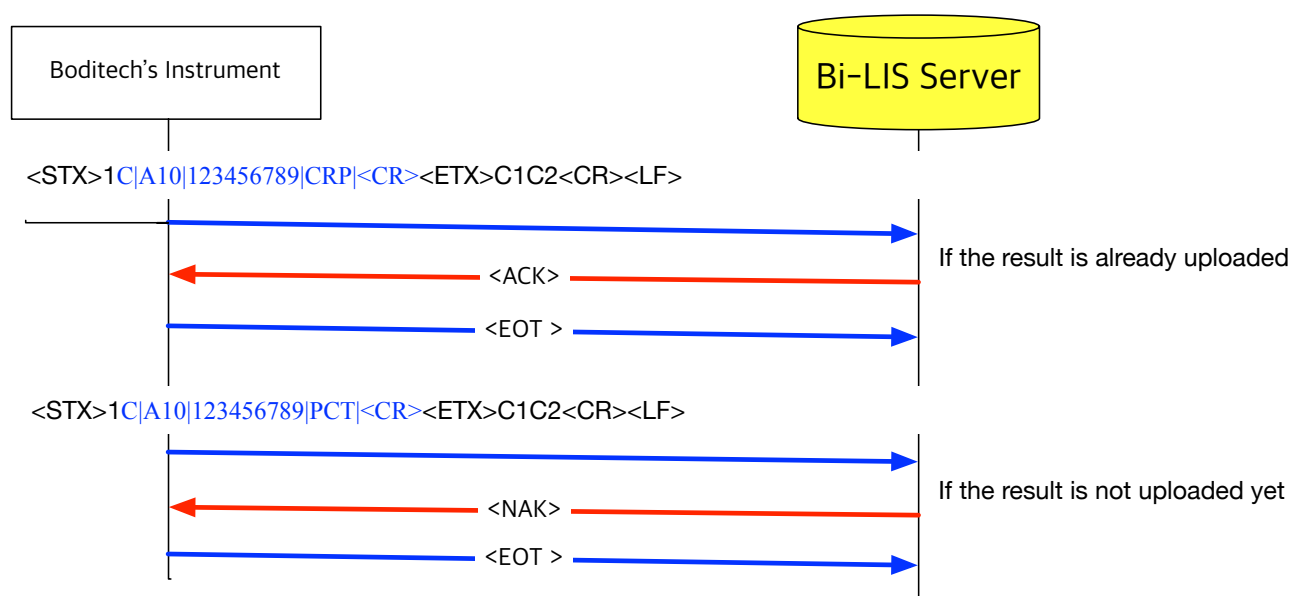 Boditech's Instrument
Bi-LIS Server
<STX>1C|A10|123456789|CRP|<CR><ETX>C1C2<CR><LF>
If the result is already uploaded
<ACK>
<EOT >
<STX>1C|A10|123456789|PCT|<CR><ETX>C1C2<CR><LF>
If the result is not uploaded yet
<NAK>
<EOT >